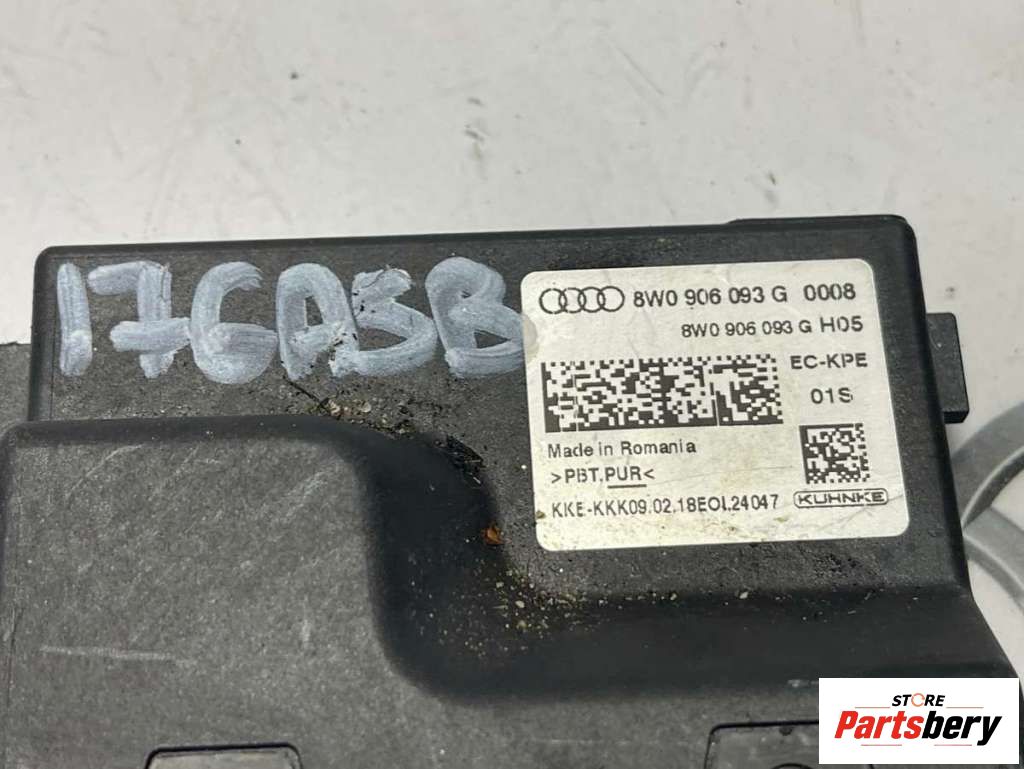 176A3B
8W0 906 093 G 0008
8W0 906 093 G H05
EC-KPE
01S
Made in Romania
>PBT,PUR<
KKE-KKK09.02.18EOL24047
KUHNKE
STORE
Partsbery